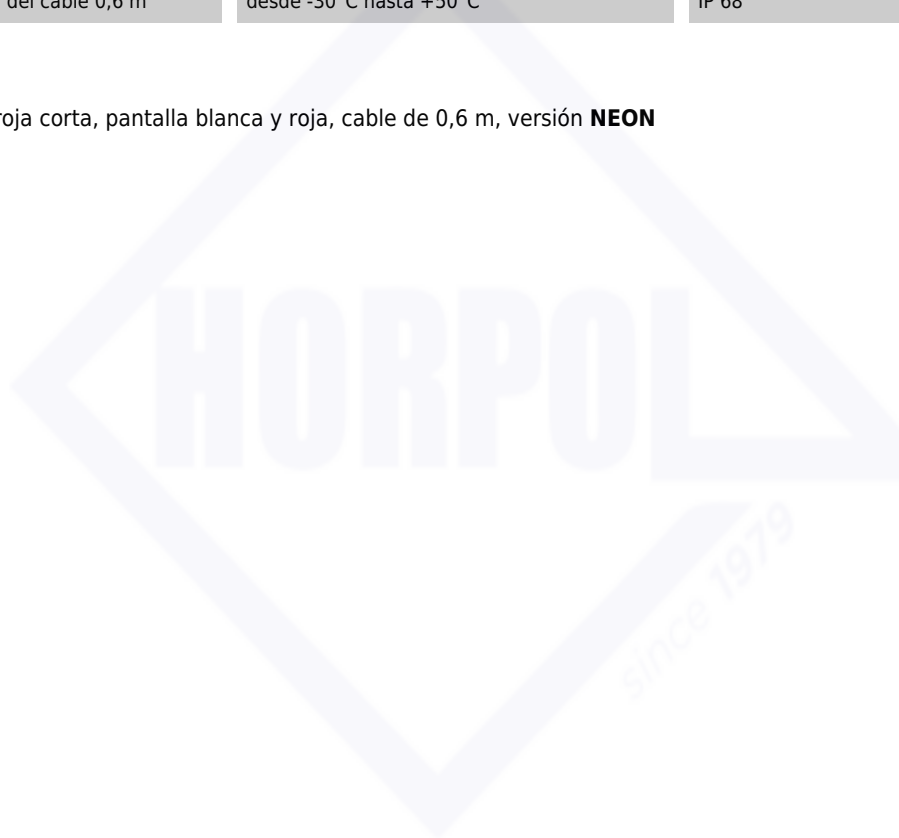 del cable 0,6 m desde -30°C hasta +50°C IP 68
roja corta, pantalla blanca y roja, cable de 0,6 m, versión NEON
HORPOL
since 1979